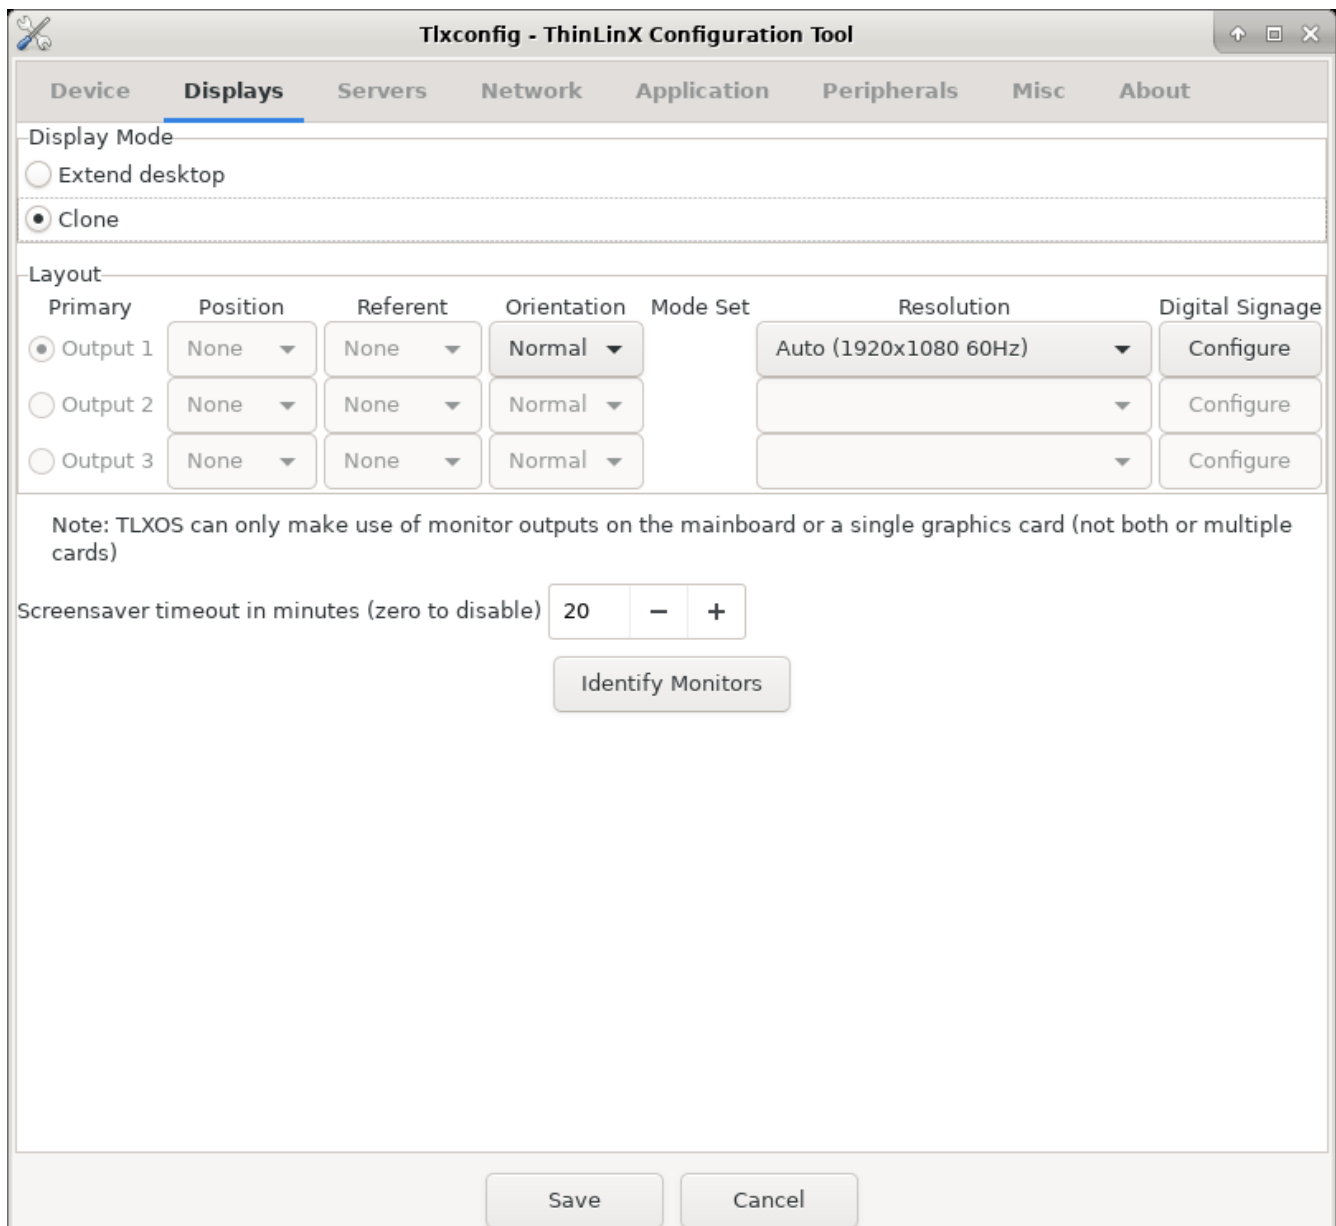 Tlxconfig - ThinLinX Configuration Tool
Device Displays Servers Network Application Peripherals Misc About
Display Mode
Extend desktop
Clone
Layout
Primary Position Referent Orientation Mode Set Resolution Digital Signage
Output 1 None None Normal Auto (1920x1080 60Hz) Configure
Output 2 None None Normal Configure
Output 3 None None Normal Configure
Note: TLXOS can only make use of monitor outputs on the mainboard or a single graphics card (not both or multiple
cards)
Screensaver timeout in minutes (zero to disable) 20 − +
Identify Monitors
Save Cancel